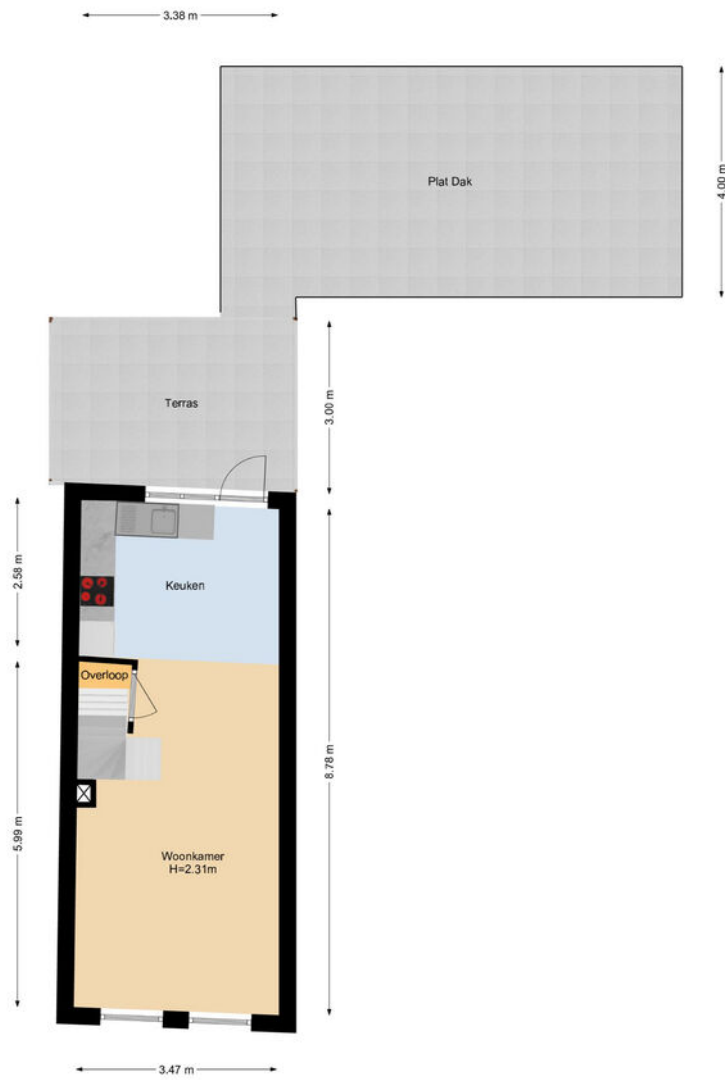 3.38 m
4.00 m
Plat Dak
Terras
3.00 m
2.58 m
Keuken
Overloop
5.99 m
8.78 m
Woonkamer
H=2.31m
3.47 m